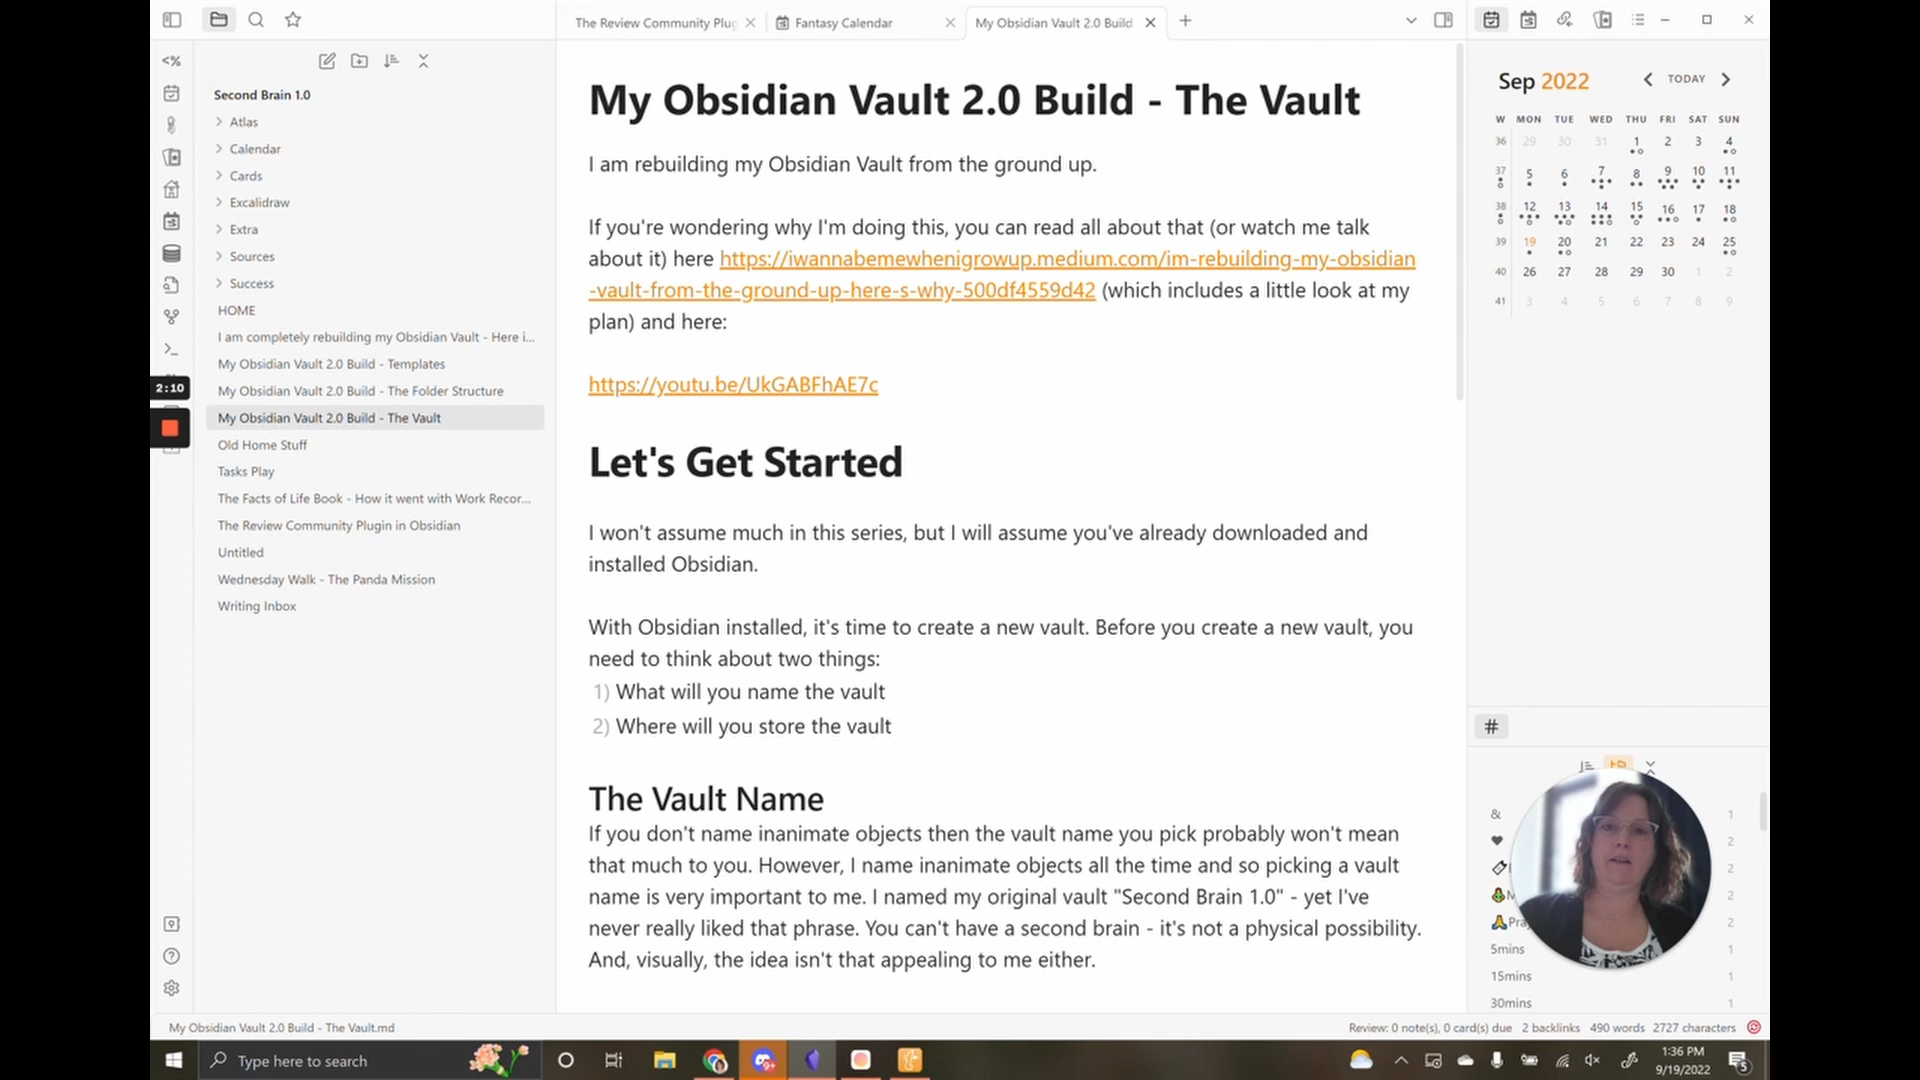 The Review Community Plug
Fantasy Calendar
My Obsidian Vault 2.0 Build
Second Brain 1.0
Atlas
Calendar
Cards
Excalidraw
Extra
Sources
Success
HOME
I am completely rebuilding my Obsidian Vault - Here i...
My Obsidian Vault 2.0 Build - Templates
My Obsidian Vault 2.0 Build - The Folder Structure
My Obsidian Vault 2.0 Build - The Vault
Old Home Stuff
Tasks Play
The Facts of Life Book - How it went with Work Recor...
The Review Community Plugin in Obsidian
Untitled
Wednesday Walk - The Panda Mission
Writing Inbox
2:10
My Obsidian Vault 2.0 Build - The Vault
I am rebuilding my Obsidian Vault from the ground up.
If you're wondering why I'm doing this, you can read all about that (or watch me talk
about it) here https://iwannabemewhenigrowup.medium.com/im-rebuilding-my-obsidian
-vault-from-the-ground-up-here-s-why-500df4559d42 (which includes a little look at my
plan) and here:
https://youtu.be/UkGABFhAE7c
Let's Get Started
I won't assume much in this series, but I will assume you've already downloaded and
installed Obsidian.
With Obsidian installed, it's time to create a new vault. Before you create a new vault, you
need to think about two things:
1) What will you name the vault
2) Where will you store the vault
The Vault Name
If you don't name inanimate objects then the vault name you pick probably won't mean
that much to you. However, I name inanimate objects all the time and so picking a vault
name is very important to me. I named my original vault "Second Brain 1.0" - yet I've
never really liked that phrase. You can't have a second brain - it's not a physical possibility.
And, visually, the idea isn't that appealing to me either.
Sep 2022
TODAY
W MON TUE WED THU FRI SAT SUN
36 29 30 31 1 2 3 4
37 5 6 7 8 9 10 11
38 12 13 14 15 16 17 18
39 19 20 21 22 23 24 25
40 26 27 28 29 30 1 2
41 3 4 5 6 7 8 9
#
& 1
2
2
2
2
5mins 1
15mins 1
30mins 1
My Obsidian Vault 2.0 Build - The Vault.md
Review: 0 note(s), 0 card(s) due 2 backlinks 490 words 2727 characters
Type here to search
1:36 PM
9/19/2022
5